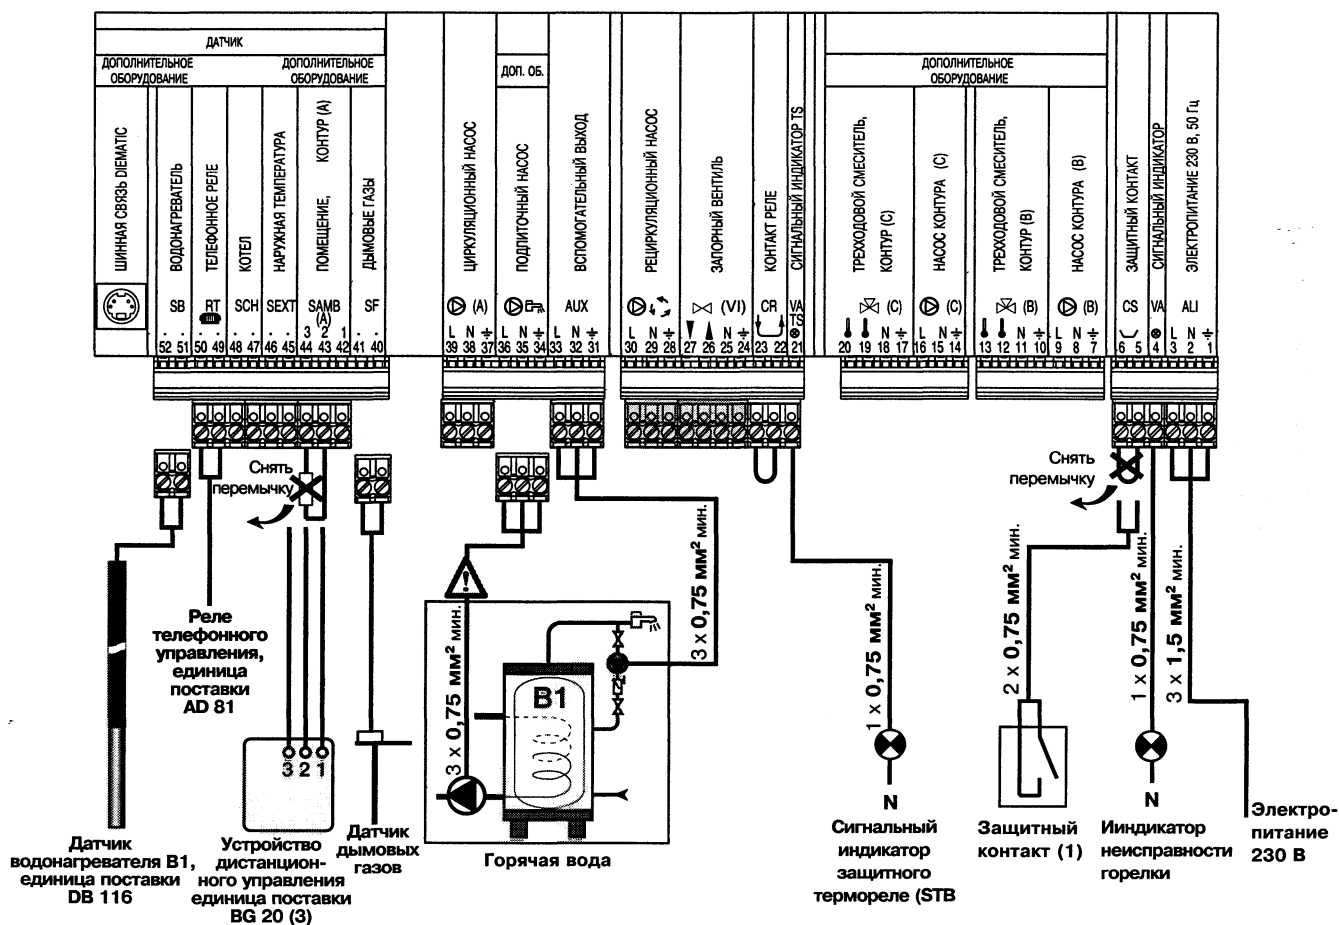 ДАТЧИК
ДОПОЛНИТЕЛЬНОЕ
ОБОРУДОВАНИЕ
ДОПОЛНИТЕЛЬНОЕ
ОБОРУДОВАНИЕ
ДОП. ОБ.
ДОПОЛНИТЕЛЬНОЕ
ОБОРУДОВАНИЕ
ШИННАЯ СВЯЗЬ DIEMATIC
ВОДОНАГРЕВАТЕЛЬ
ТЕЛЕФОННОЕ РЕЛЕ
КОТЕЛ
НАРУЖНАЯ ТЕМПЕРАТУРА
ПОМЕЩЕНИЕ, КОНТУР (A)
ДЫМОВЫЕ ГАЗЫ
ЦИРКУЛЯЦИОННЫЙ НАСОС
ПОДПИТОЧНЫЙ НАСОС
ВСПОМОГАТЕЛЬНЫЙ ВЫХОД
РЕЦИРКУЛЯЦИОННЫЙ НАСОС
ЗАПОРНЫЙ ВЕНТИЛЬ
КОНТАКТ РЕЛЕ
СИГНАЛЬНЫЙ ИНДИКАТОР TS
ТРЕХХОДОВОЙ СМЕСИТЕЛЬ,
КОНТУР (C)
НАСОС КОНТУРА (C)
ТРЕХХОДОВОЙ СМЕСИТЕЛЬ,
КОНТУР (B)
НАСОС КОНТУРА (B)
ЗАЩИТНЫЙ КОНТАКТ
СИГНАЛЬНЫЙ ИНДИКАТОР
ЭЛЕКТРОПИТАНИЕ 230 В, 50 Гц
SB RT SCH SEXT SAMB SF (A) AUX (VI) CR VA (C) (C) (B) (B) CS VA ALI
(A) TS
3 2 1 L N L N L N L N N N L N N L N L N
52 51 50 49 48 47 46 45 44 43 42 41 40 39 38 37 36 35 34 33 32 31 30 29 28 27 26 25 24 23 22 21 20 19 18 17 16 15 14 13 12 11 10 9 8 7 6 5 4 3 2 1
Снять
перемычку
Снять
перемычку
Реле
телефонного
управления,
единица
поставки
AD 81
3 2 1
3 x 0,75 мм² мин.
3 x 0,75 мм² мин.
B1
1 x 0,75 мм² мин.
2 x 0,75 мм² мин.
1 x 0,75 мм² мин.
3 x 1,5 мм² мин.
N
N
Датчик
водонагревателя B1,
единица поставки
DB 116
Устройство
дистанцион-
ного управления
единица поставки
BG 20 (3)
Датчик
дымовых
газов
Горячая вода
Сигнальный
индикатор
защитного
термореле (STB
Защитный
контакт (1)
Ииндикатор
неисправности
горелки
Электро-
питание
230 В